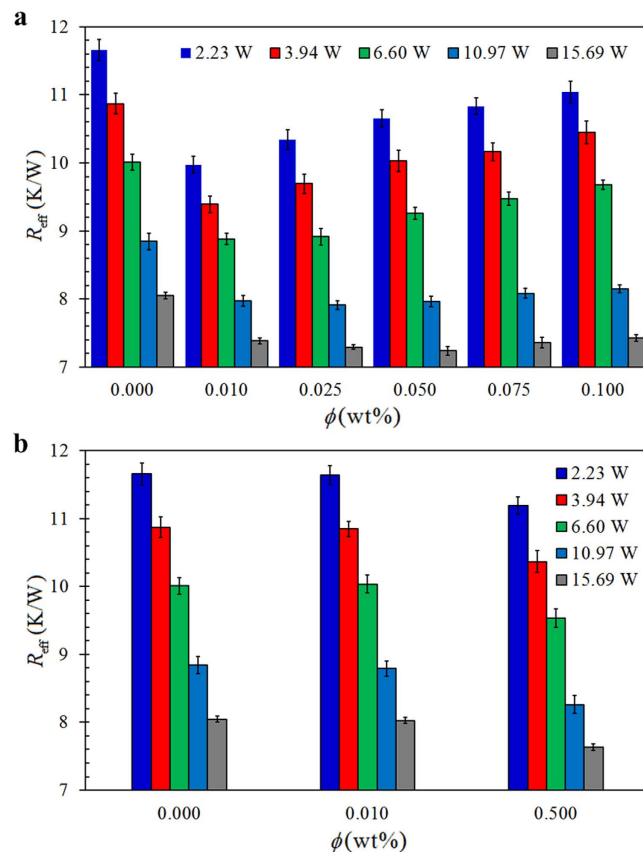 a
12
11
10
9
8
7
R_eff (K/W)
2.23 W 3.94 W 6.60 W 10.97 W 15.69 W
0.000 0.010 0.025 0.050 0.075 0.100
ϕ(wt%)
b
12
11
10
9
8
7
R_eff (K/W)
2.23 W
3.94 W
6.60 W
10.97 W
15.69 W
0.000 0.010 0.500
ϕ(wt%)